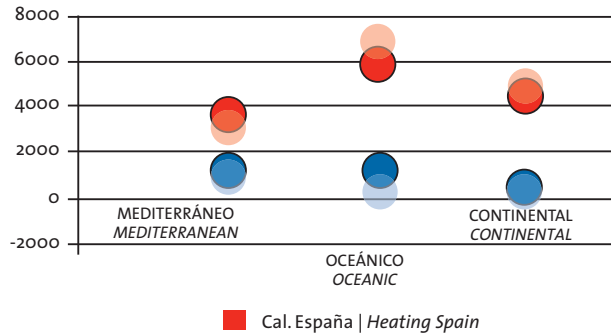 8000
6000
4000
2000
0
-2000
MEDITERRÁNEO
MEDITERRANEAN
OCEÁNICO
OCEANIC
CONTINENTAL
CONTINENTAL
Cal. España | Heating Spain